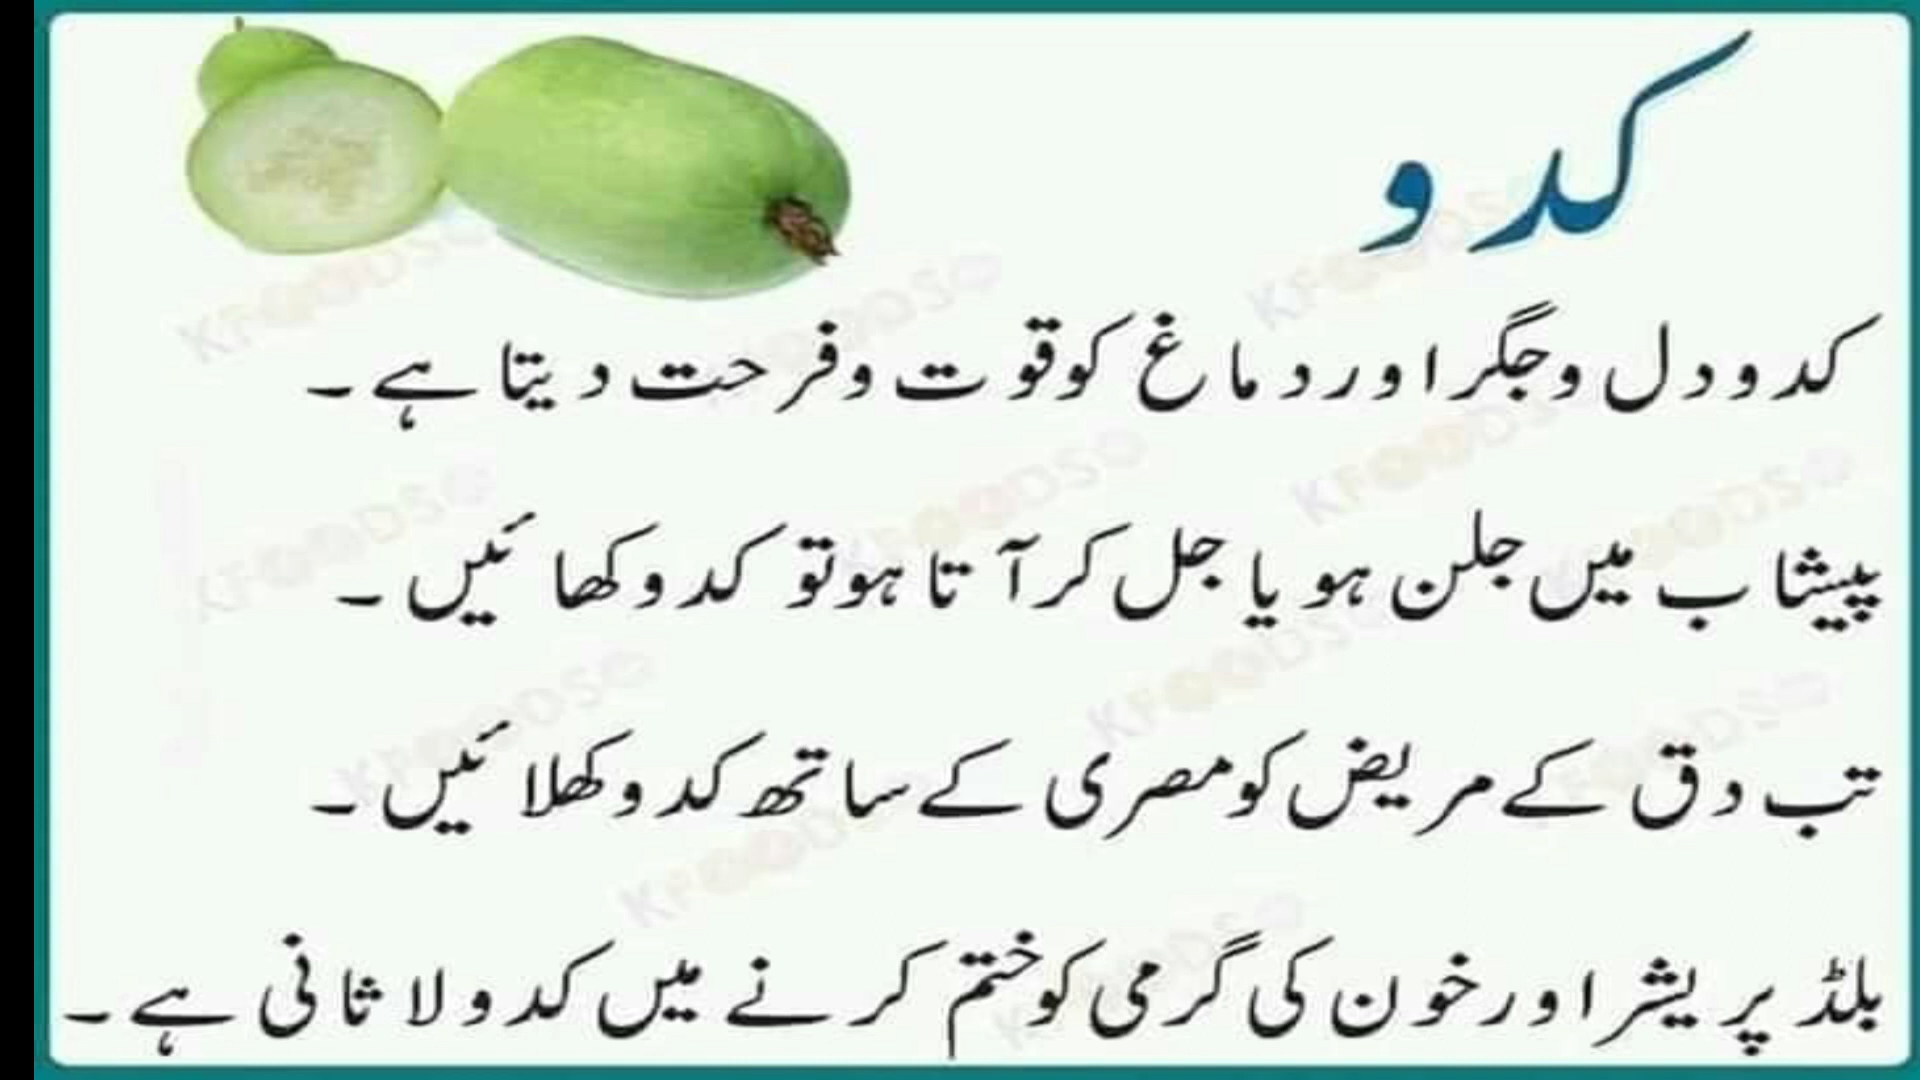 کدو
کدو دل و جگر اور دماغ کو قوت و فرحت دیتا ہے۔
پیشاب میں جلن ہو یا جل کر آتا ہو تو کدو کھائیں۔
تب دق کے مریض کو مصری کے ساتھ کدو کھلائیں۔
بلڈ پریشر اور خون کی گرمی کو ختم کرنے میں کدو لاثانی ہے۔
KFOODS